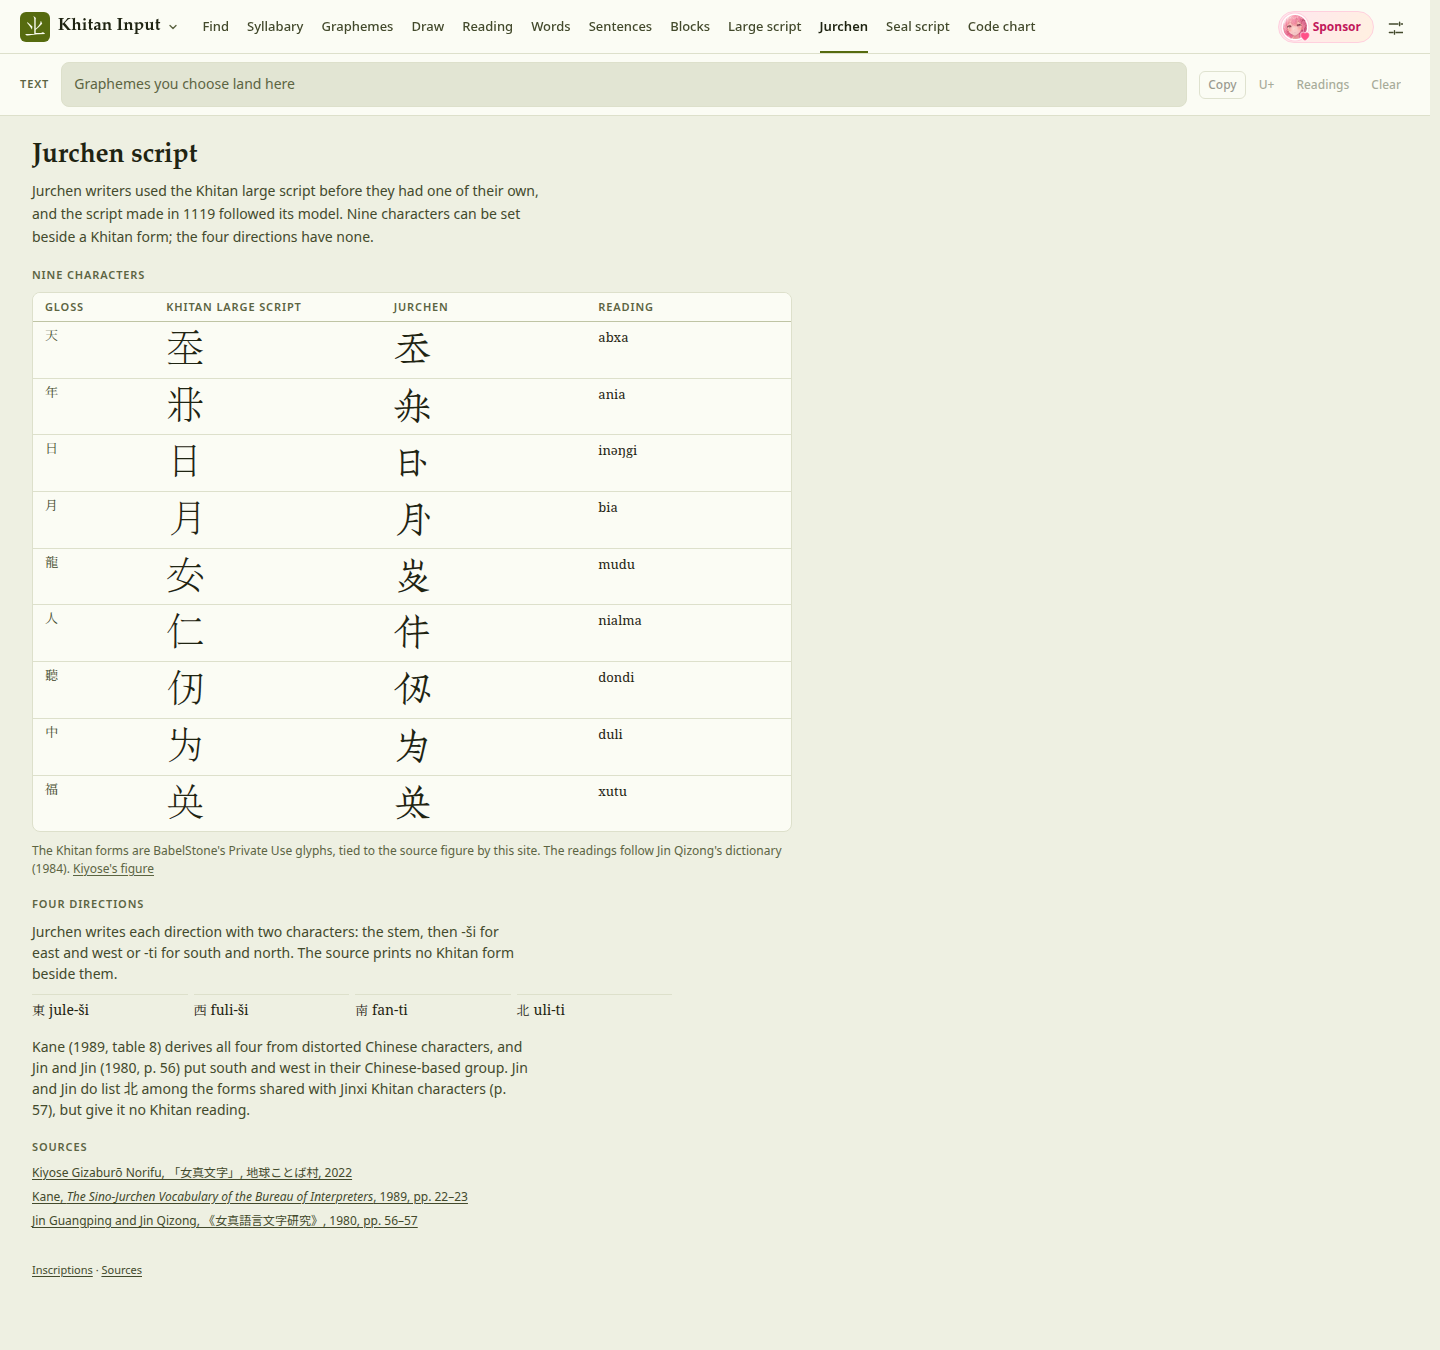 Khitan Input
Find Syllabary Graphemes Draw Reading Words Sentences Blocks Large script Jurchen Seal script Code chart
Sponsor
TEXT Graphemes you choose land here Copy U+ Readings Clear
Jurchen script
Jurchen writers used the Khitan large script before they had one of their own,
and the script made in 1119 followed its model. Nine characters can be set
beside a Khitan form; the four directions have none.
NINE CHARACTERS
GLOSS KHITAN LARGE SCRIPT JURCHEN READING
天 abxa
年 ania
日 日 inəŋgi
月 月 bia
龍 mudu
人 仁 nialma
聽 dondi
中 duli
福 xutu
The Khitan forms are BabelStone's Private Use glyphs, tied to the source figure by this site. The readings follow Jin Qizong's dictionary
(1984). Kiyose's figure
FOUR DIRECTIONS
Jurchen writes each direction with two characters: the stem, then -ši for
east and west or -ti for south and north. The source prints no Khitan form
beside them.
東 jule-ši 西 fuli-ši 南 fan-ti 北 uli-ti
Kane (1989, table 8) derives all four from distorted Chinese characters, and
Jin and Jin (1980, p. 56) put south and west in their Chinese-based group. Jin
and Jin do list 北 among the forms shared with Jinxi Khitan characters (p.
57), but give it no Khitan reading.
SOURCES
Kiyose Gizaburō Norifu, 「女真文字」, 地球ことば村, 2022
Kane, The Sino-Jurchen Vocabulary of the Bureau of Interpreters, 1989, pp. 22–23
Jin Guangping and Jin Qizong, 《女真語言文字研究》, 1980, pp. 56–57
Inscriptions · Sources